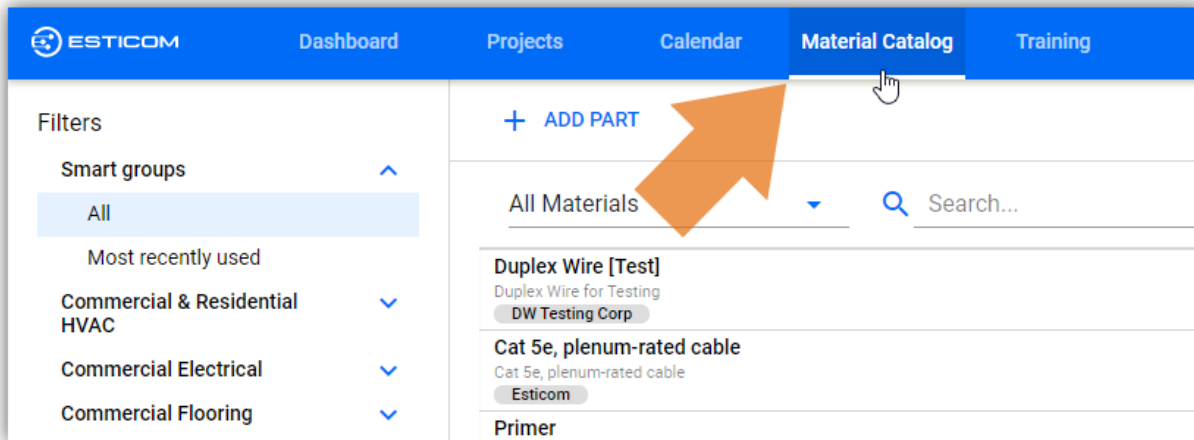 ESTICOM Dashboard Projects Calendar Material Catalog Training
Filters
Smart groups
All
Most recently used
Commercial & Residential
HVAC
Commercial Electrical
Commercial Flooring
+ ADD PART
All Materials Search...
Duplex Wire [Test]
Duplex Wire for Testing
DW Testing Corp
Cat 5e, plenum-rated cable
Cat 5e, plenum-rated cable
Esticom
Primer